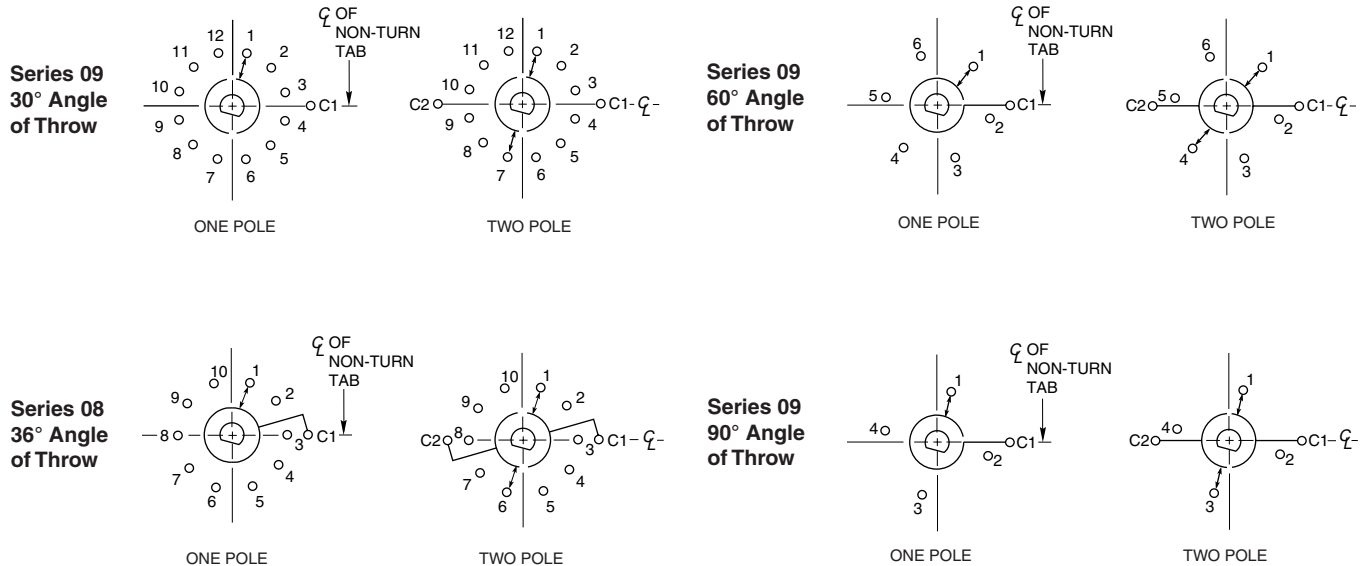 Series 09
30° Angle
of Throw
12 1
11 2
10 3
9 4
8 5
7 6
C1
℄ OF
NON-TURN
TAB
ONE POLE
12 1
11 2
10 3
C2 C1 ℄
9 4
8 5
7 6
TWO POLE
Series 09
60° Angle
of Throw
6 1
5 C1
2
4 3
℄ OF
NON-TURN
TAB
ONE POLE
6 1
C2 5 C1 ℄
2
4 3
TWO POLE
Series 08
36° Angle
of Throw
10 1
9 2
8 3 C1
7 4
6 5
℄ OF
NON-TURN
TAB
ONE POLE
10 1
9 2
C2 8 3 C1 ℄
7 4
6 5
TWO POLE
Series 09
90° Angle
of Throw
1
4 C1
2
3
℄ OF
NON-TURN
TAB
ONE POLE
1
4
C2 C1 ℄
2
3
TWO POLE